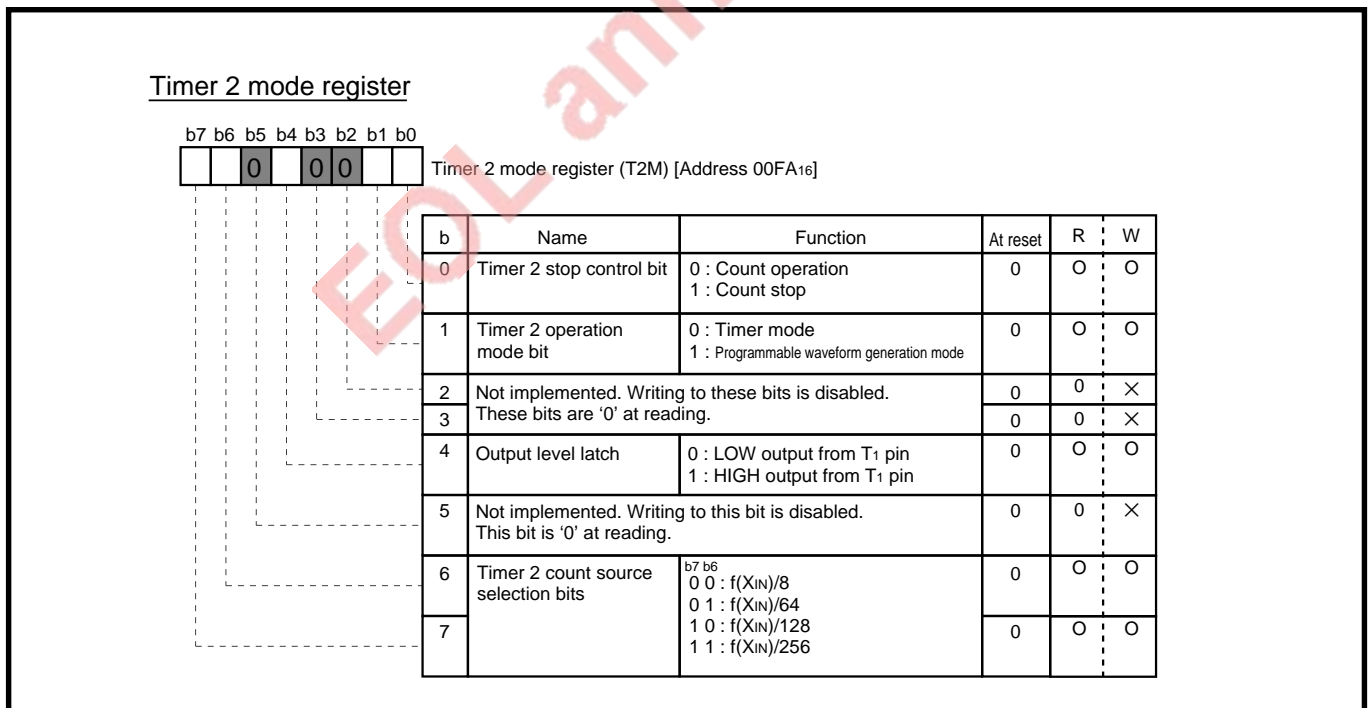 EOL ann
Timer 2 mode register
b7 b6 b5 b4 b3 b2 b1 b0
0 0 0 Timer 2 mode register (T2M) [Address 00FA16]
b Name Function At reset R W
0 Timer 2 stop control bit 0 : Count operation 0 O O
1 : Count stop
1 Timer 2 operation 0 : Timer mode 0 O O
mode bit 1 : Programmable waveform generation mode
2 Not implemented. Writing to these bits is disabled. 0 0 ×
3 These bits are ‘0’ at reading. 0 0 ×
4 Output level latch 0 : LOW output from T1 pin 0 O O
1 : HIGH output from T1 pin
5 Not implemented. Writing to this bit is disabled. 0 0 ×
This bit is ‘0’ at reading.
b7 b6
6 Timer 2 count source 0 0 : f(XIN)/8 0 O O
selection bits 0 1 : f(XIN)/64
7 1 0 : f(XIN)/128 0 O O
1 1 : f(XIN)/256